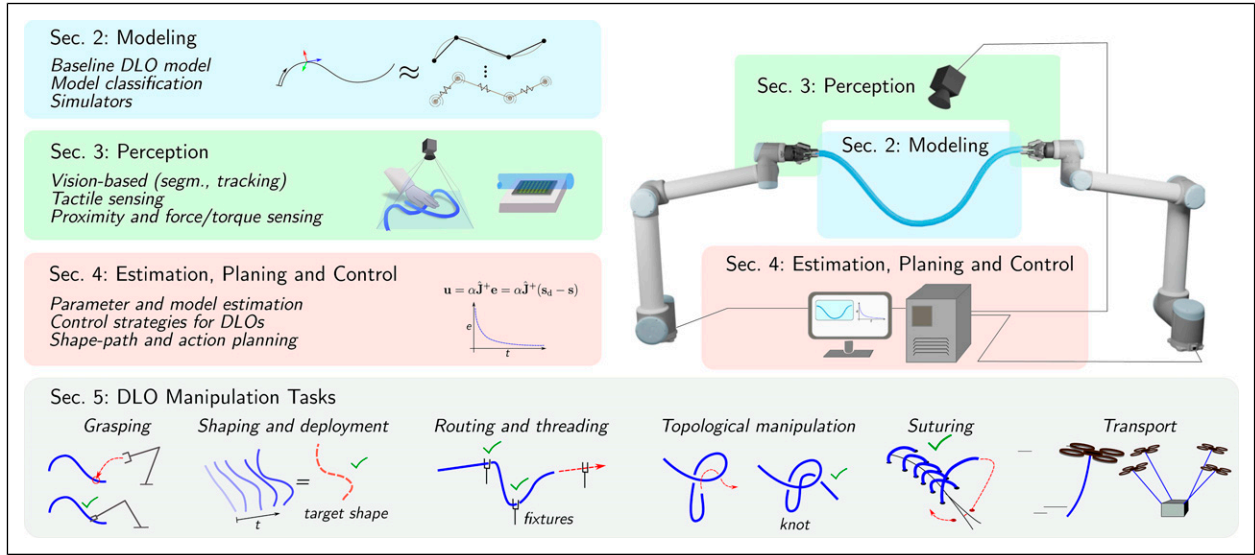 Sec. 2: Modeling
Baseline DLO model
Model classification
Simulators
≈
Sec. 3: Perception
Vision-based (segm., tracking)
Tactile sensing
Proximity and force/torque sensing
Sec. 4: Estimation, Planing and Control
Parameter and model estimation
Control strategies for DLOs
Shape-path and action planning
u = αĴ⁺e = αĴ⁺(s_d − s)
e
t
Sec. 3: Perception
Sec. 2: Modeling
Sec. 4: Estimation, Planing and Control
Sec. 5: DLO Manipulation Tasks
Grasping
Shaping and deployment
=
t
target shape
Routing and threading
fixtures
Topological manipulation
knot
Suturing
Transport